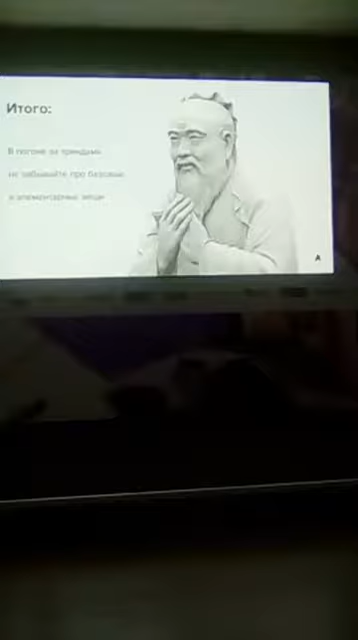 Итого:
В погоне за трендами
не забывайте про базовые
и элементарные вещи
A